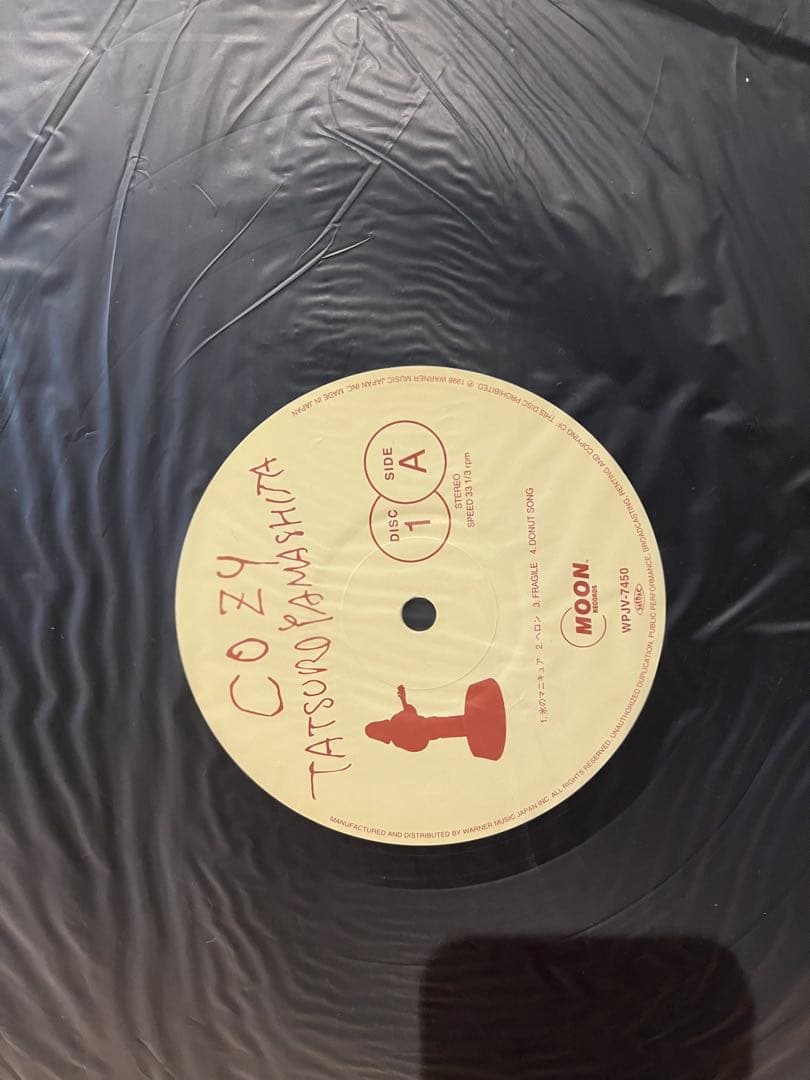 COZY
TATSURO YAMASHITA
DISC 1
SIDE A
STEREO
SPEED 33 1/3 rpm
1. 氷のマニキュア 2. ヘロン 3. FRAGILE 4. DONUT SONG
MOON
RECORDS
WPJV-7450
MANUFACTURED AND DISTRIBUTED BY WARNER MUSIC JAPAN INC. ALL RIGHTS RESERVED. UNAUTHORIZED DUPLICATION, PUBLIC PERFORMANCE, BROADCASTING, RENTING AND COPYING OF THIS DISC PROHIBITED. ℗ 1998 WARNER MUSIC JAPAN INC. MADE IN JAPAN